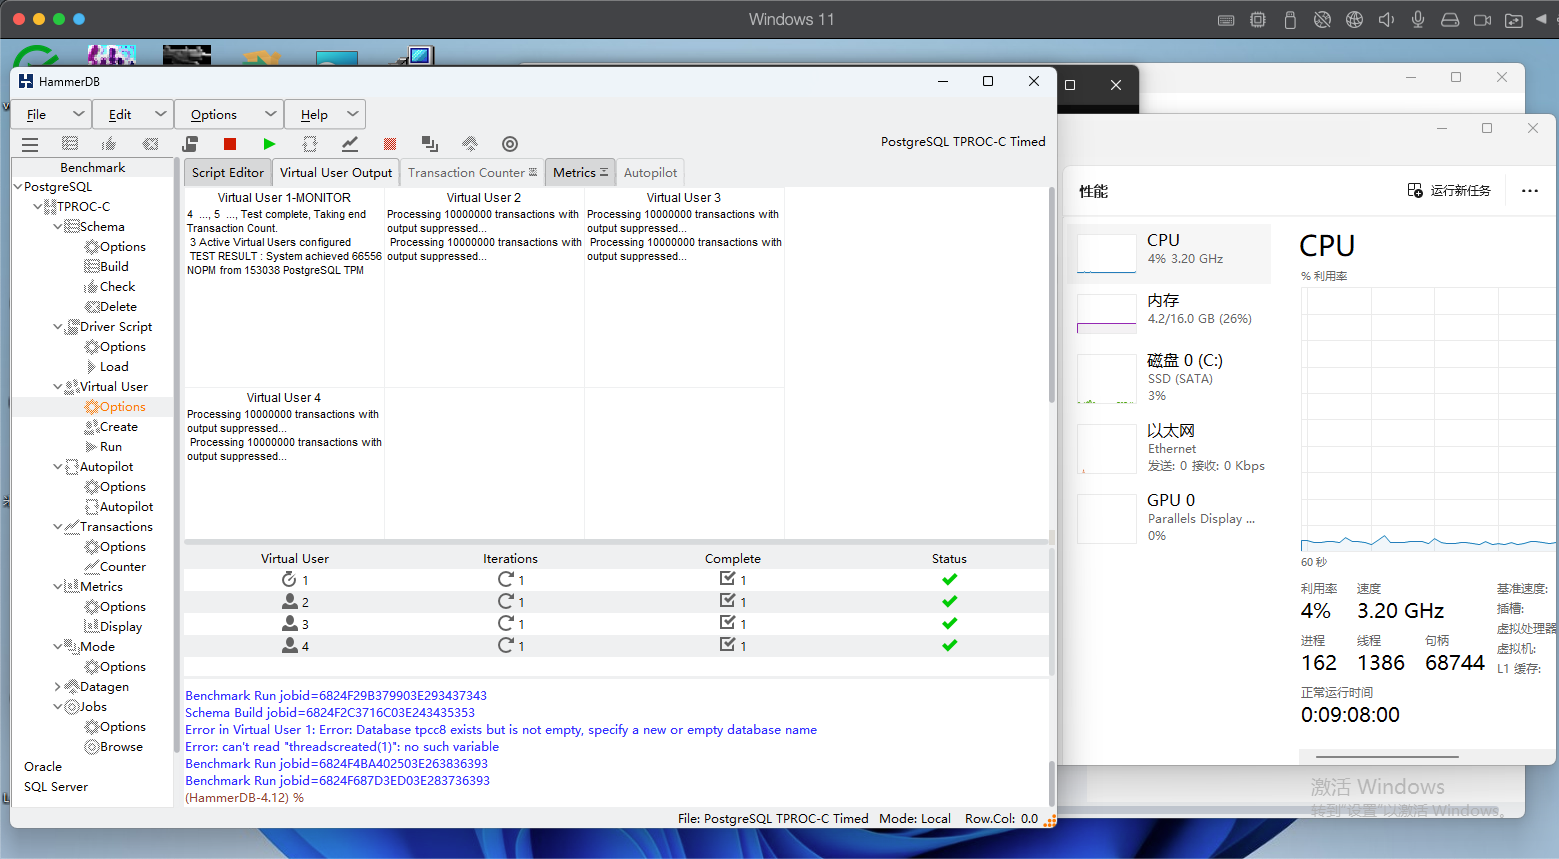 Windows 11
HammerDB
File
Edit
Options
Help
PostgreSQL TPROC-C Timed
Benchmark
PostgreSQL
TPROC-C
Schema
Options
Build
Check
Delete
Driver Script
Options
Load
Virtual User
Options
Create
Run
Autopilot
Options
Autopilot
Transactions
Options
Counter
Metrics
Options
Display
Mode
Options
Datagen
Jobs
Options
Browse
Oracle
SQL Server
Script Editor
Virtual User Output
Transaction Counter
Metrics
Autopilot
Virtual User 1-MONITOR
4 ..., 5 ..., Test complete, Taking end
Transaction Count.
3 Active Virtual Users configured
TEST RESULT : System achieved 66556
NOPM from 153038 PostgreSQL TPM
Virtual User 2
Processing 10000000 transactions with
output suppressed...
Processing 10000000 transactions with
output suppressed...
Virtual User 3
Processing 10000000 transactions with
output suppressed...
Processing 10000000 transactions with
output suppressed...
Virtual User 4
Processing 10000000 transactions with
output suppressed...
Processing 10000000 transactions with
output suppressed...
Virtual User Iterations Complete Status
1 1 1
2 1 1
3 1 1
4 1 1
Benchmark Run jobid=6824F29B379903E293437343
Schema Build jobid=6824F2C3716C03E243435353
Error in Virtual User 1: Error: Database tpcc8 exists but is not empty, specify a new or empty database name
Error: can't read "threadscreated(1)": no such variable
Benchmark Run jobid=6824F4BA402503E263836393
Benchmark Run jobid=6824F687D3ED03E283736393
(HammerDB-4.12) %
File: PostgreSQL TPROC-C Timed Mode: Local Row.Col: 0.0
性能
运行新任务
CPU
4% 3.20 GHz
内存
4.2/16.0 GB (26%)
磁盘 0 (C:)
SSD (SATA)
3%
以太网
Ethernet
发送: 0 接收: 0 Kbps
GPU 0
Parallels Display ...
0%
CPU
% 利用率
60 秒
利用率 速度
4% 3.20 GHz
进程 线程 句柄
162 1386 68744
正常运行时间
0:09:08:00
基准速度:
插槽:
虚拟处理器
虚拟机:
L1 缓存:
激活 Windows
转到"设置"以激活 Windows。